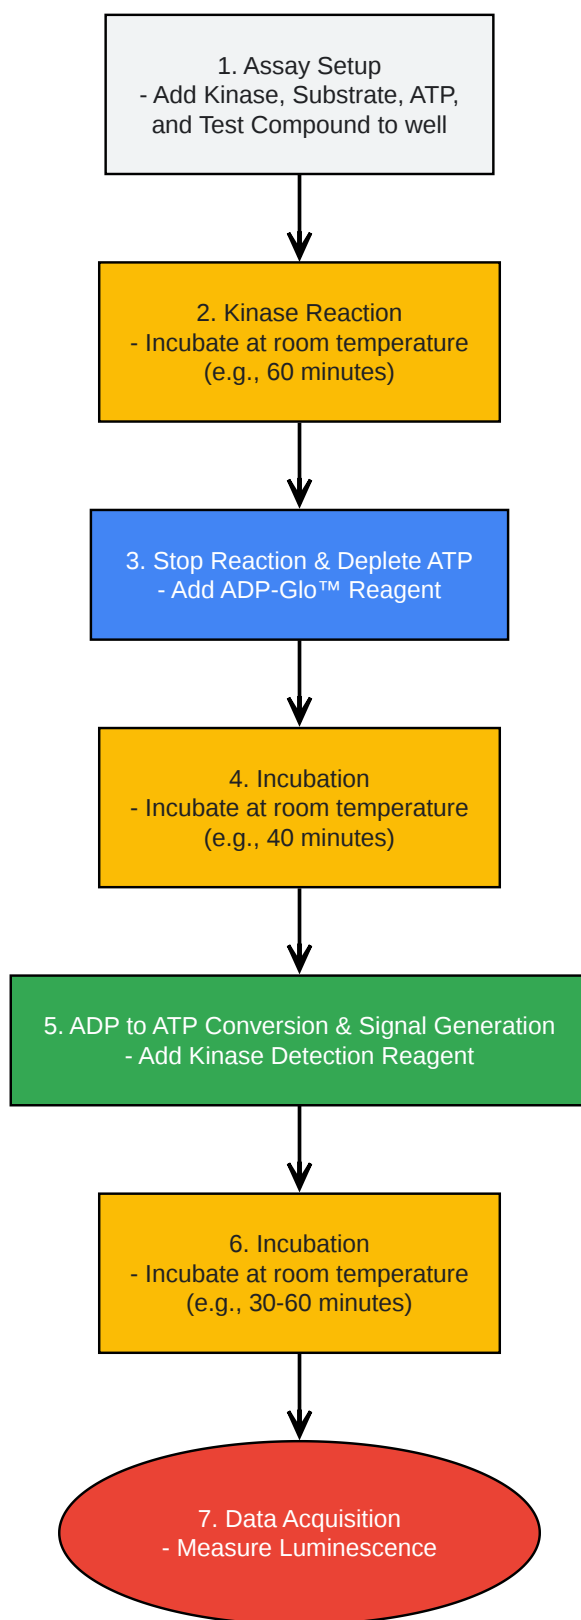 1. Assay Setup
- Add Kinase, Substrate, ATP,
and Test Compound to well
2. Kinase Reaction
- Incubate at room temperature
(e.g., 60 minutes)
3. Stop Reaction & Deplete ATP
- Add ADP-Glo™ Reagent
4. Incubation
- Incubate at room temperature
(e.g., 40 minutes)
5. ADP to ATP Conversion & Signal Generation
- Add Kinase Detection Reagent
6. Incubation
- Incubate at room temperature
(e.g., 30-60 minutes)
7. Data Acquisition
- Measure Luminescence